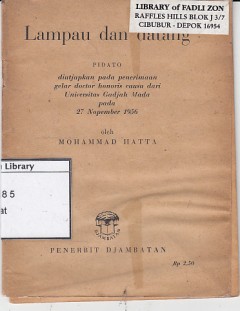 LIBRARY of FADLI ZON
RAFFLES HILLS BLOK J 3/7
CIBUBUR - DEPOK 16954
Lampau dan datang
PIDATO
diutjapkan pada penerimaan
gelar doctor honoris causa dari
Universitas Gadjah Mada
pada
27 Nopember 1956
oleh
MOHAMMAD HATTA
Library
85
at
DJAMBATAN
PENERBIT DJAMBATAN
Rp 2.50